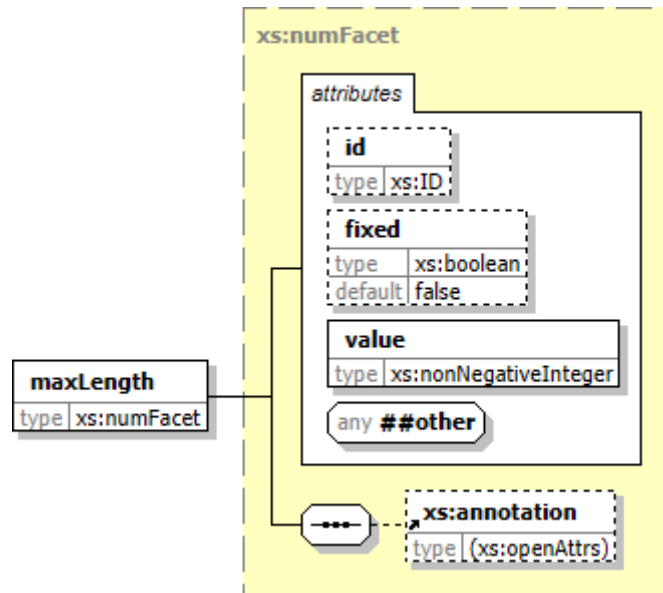 xs:numFacet
attributes
id
type xs:ID
fixed
type xs:boolean
default false
value
type xs:nonNegativeInteger
any ##other
maxLength
type xs:numFacet
xs:annotation
type (xs:openAttrs)